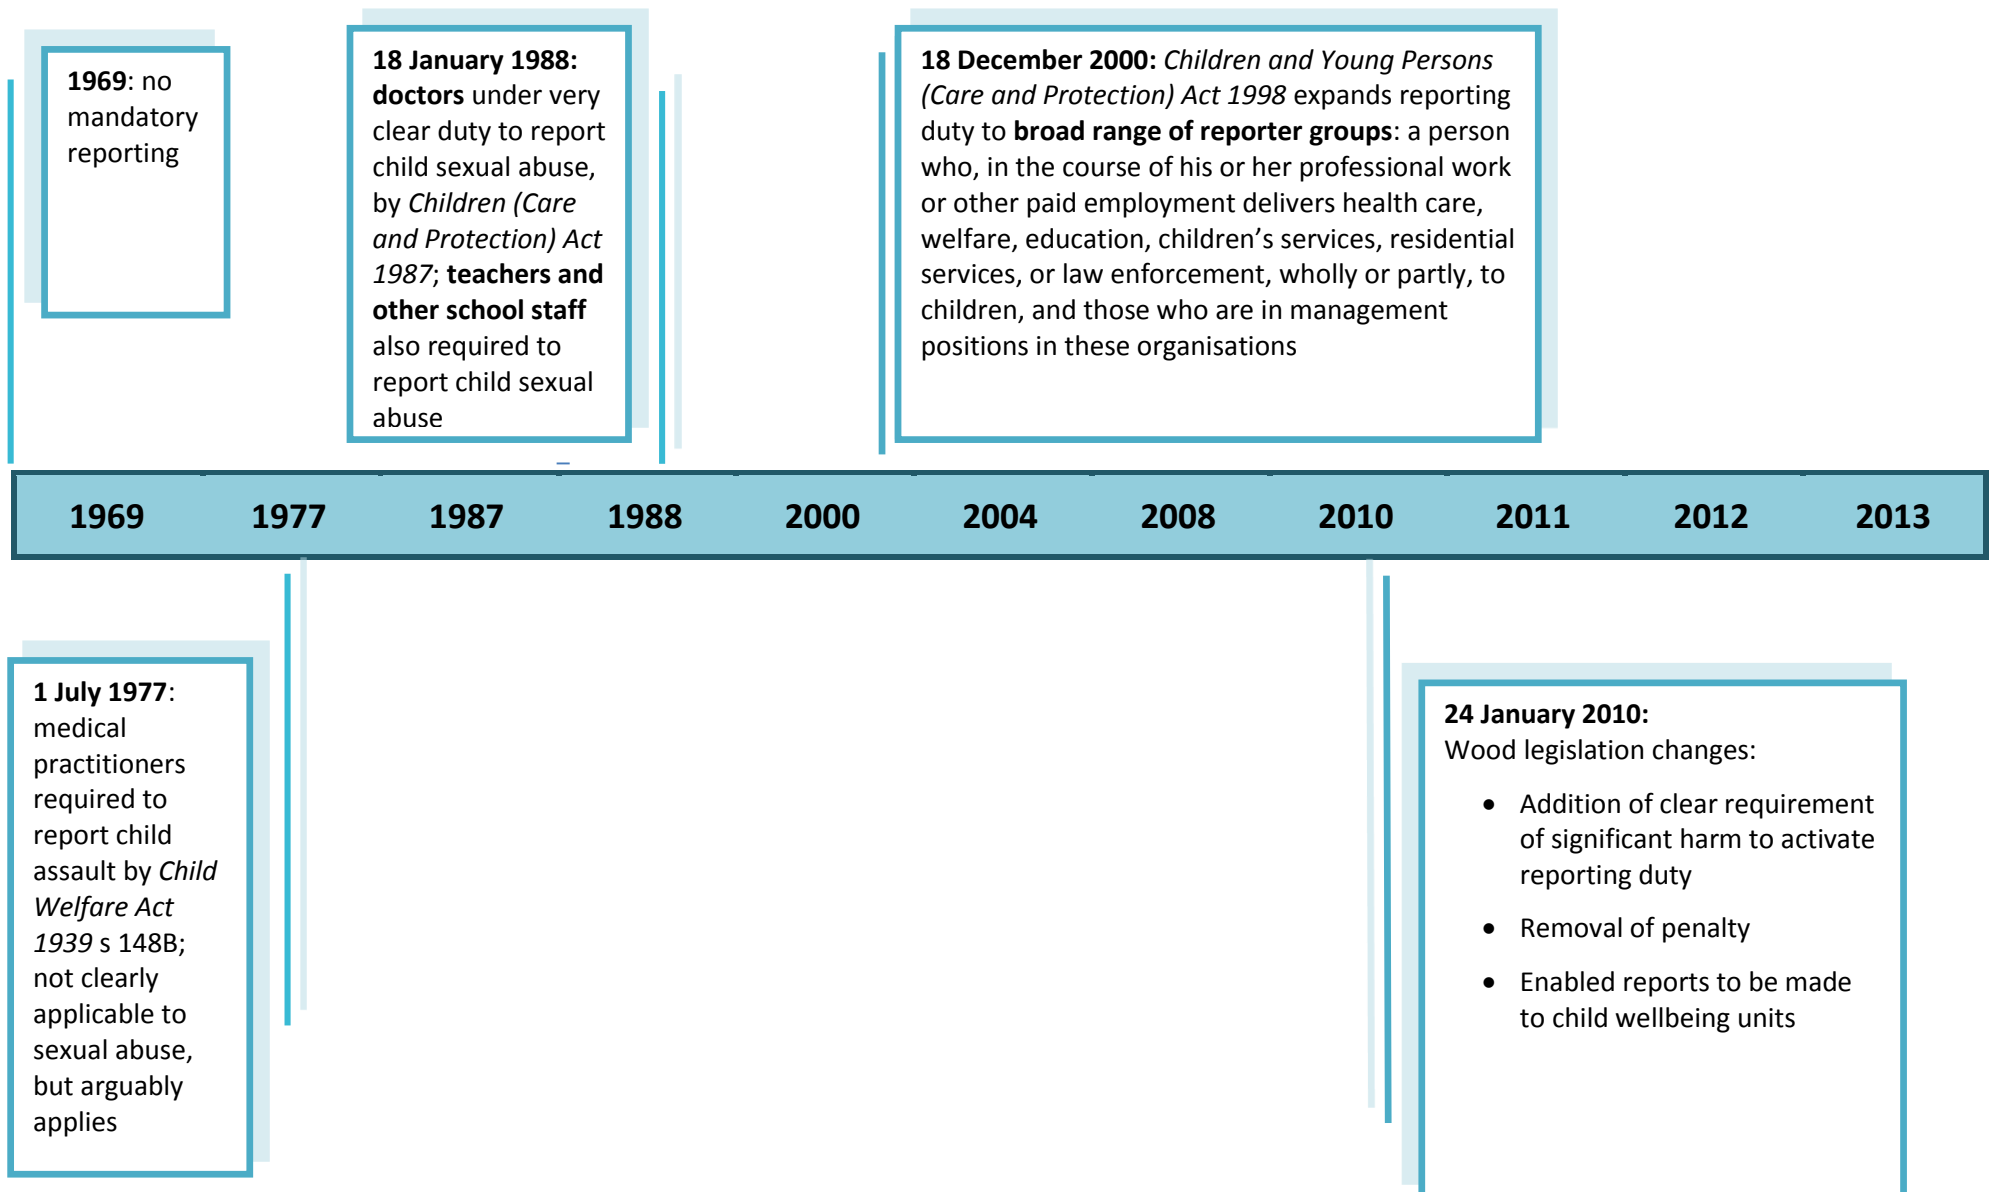 1969: no
mandatory
reporting
18 January 1988:
doctors under very
clear duty to report
child sexual abuse,
by Children (Care
and Protection) Act
1987; teachers and
other school staff
also required to
report child sexual
abuse
18 December 2000: Children and Young Persons
(Care and Protection) Act 1998 expands reporting
duty to broad range of reporter groups: a person
who, in the course of his or her professional work
or other paid employment delivers health care,
welfare, education, children’s services, residential
services, or law enforcement, wholly or partly, to
children, and those who are in management
positions in these organisations
1969 1977 1987 1988 2000 2004 2008 2010 2011 2012 2013
1 July 1977:
medical
practitioners
required to
report child
assault by Child
Welfare Act
1939 s 148B;
not clearly
applicable to
sexual abuse,
but arguably
applies
24 January 2010:
Wood legislation changes:
• Addition of clear requirement
of significant harm to activate
reporting duty
• Removal of penalty
• Enabled reports to be made
to child wellbeing units